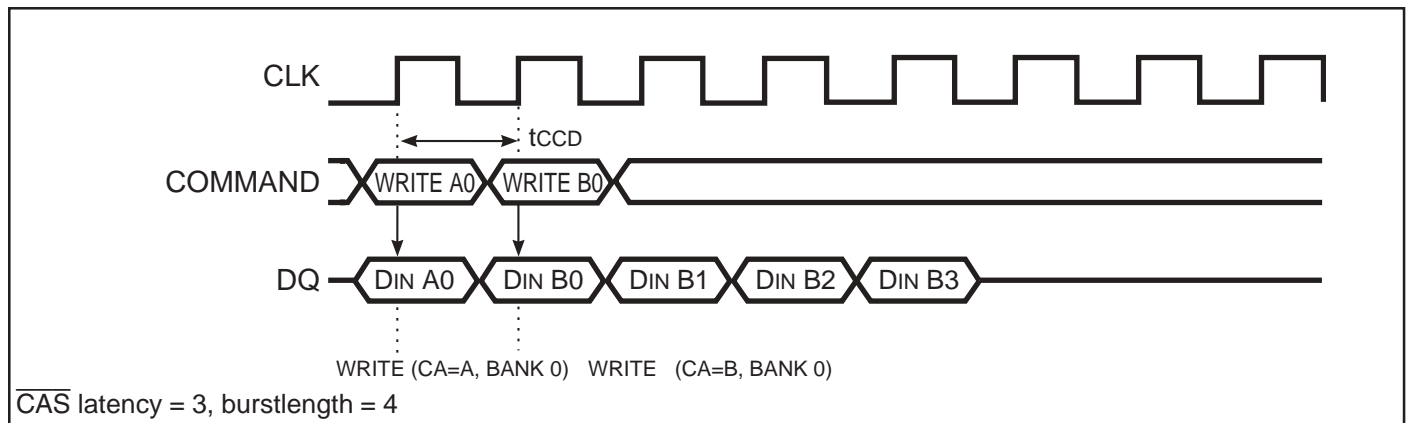 CLK
tCCD
COMMAND WRITE A0 WRITE B0
DQ DIN A0 DIN B0 DIN B1 DIN B2 DIN B3
WRITE (CA=A, BANK 0) WRITE (CA=B, BANK 0)
CAS latency = 3, burstlength = 4